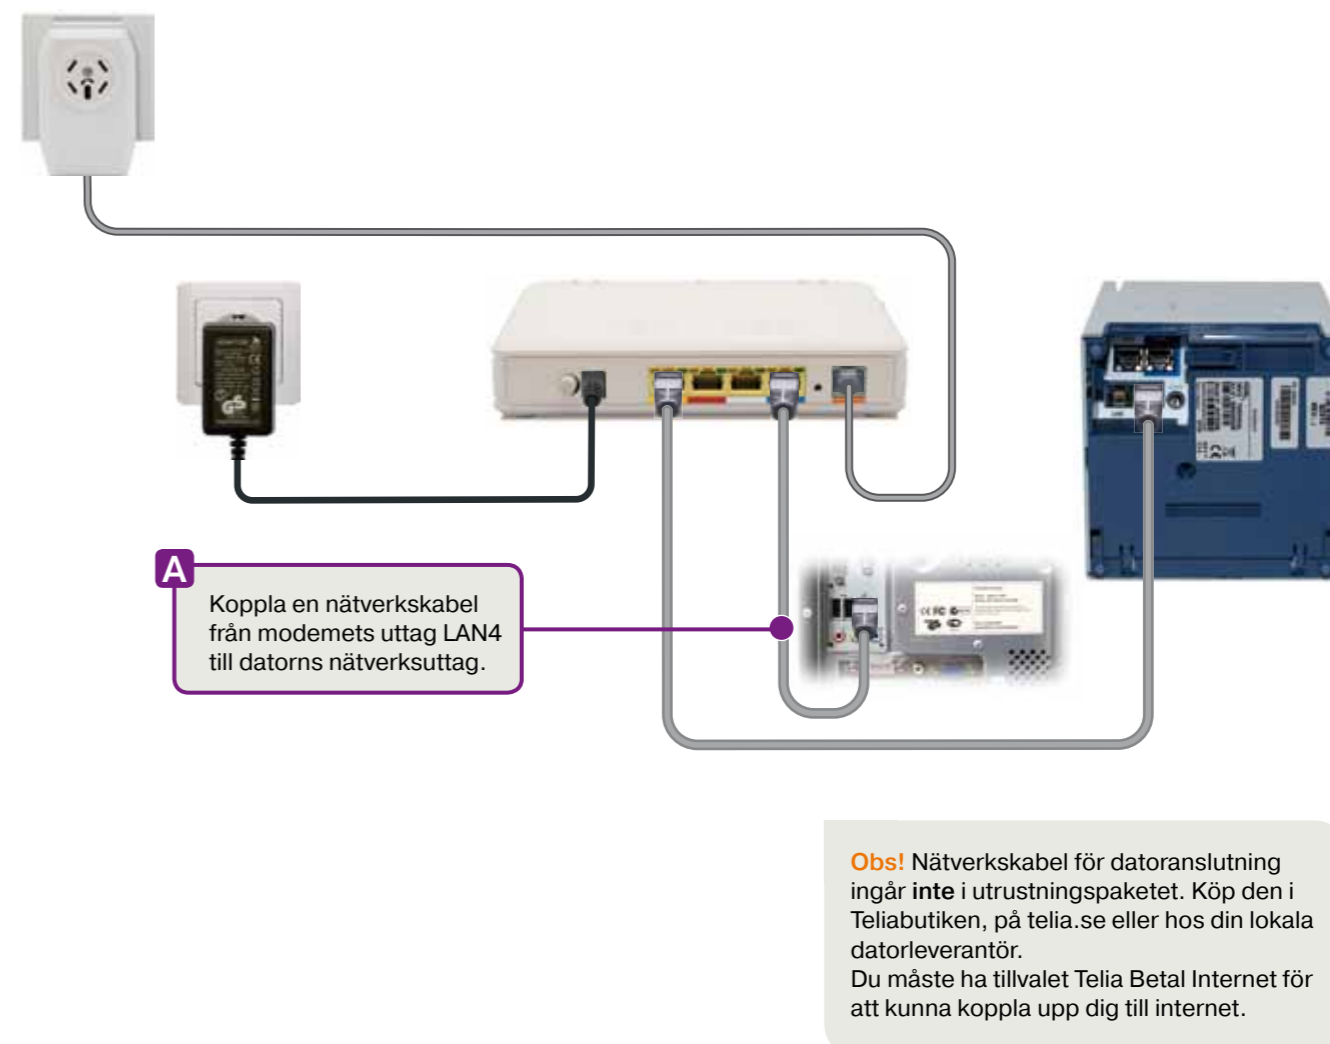 A
Koppla en nätverkskabel
från modemets uttag LAN4
till datorns nätverksuttag.
Obs! Nätverkskabel för datoranslutning
ingår inte i utrustningspaketet. Köp den i
Teliabutiken, på telia.se eller hos din lokala
datorleverantör.
Du måste ha tillvalet Telia Betal Internet för
att kunna koppla upp dig till internet.